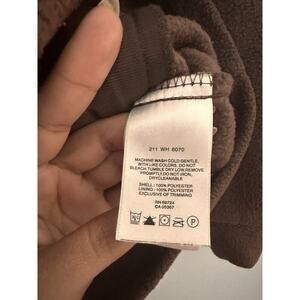 211 WH 6070
MACHINE WASH COLD GENTLE,
WITH LIKE COLORS, DO NOT
BLEACH,TUMBLE DRY LOW,REMOVE
PROMPTLY.DO NOT IRON,
DRYCLEANABLE
SHELL : 100% POLYESTER
LINING : 100% POLYESTER
EXCLUSIVE OF TRIMMING
RN 69724
CA 05367
P